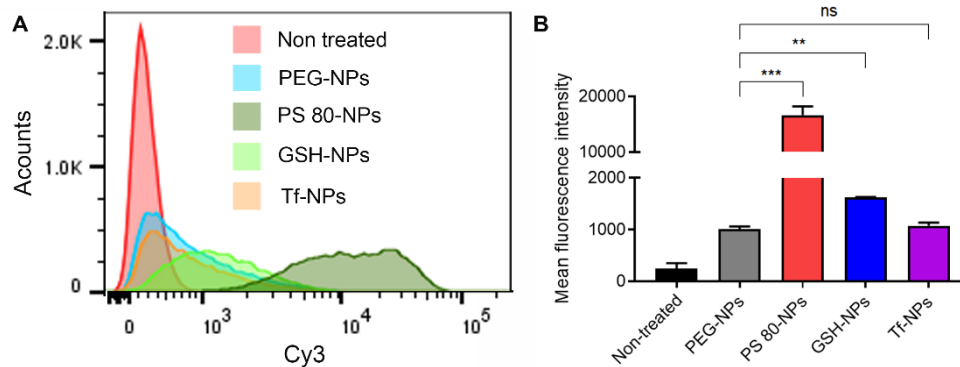 A
Acounts
2.0K
1.0K
0
Non treated
PEG-NPs
PS 80-NPs
GSH-NPs
Tf-NPs
0 10³ 10⁴ 10⁵
Cy3
B
Mean fluorescence intensity
ns
**
***
20000
10000
2000
1000
0
Non-treated
PEG-NPs
PS 80-NPs
GSH-NPs
Tf-NPs